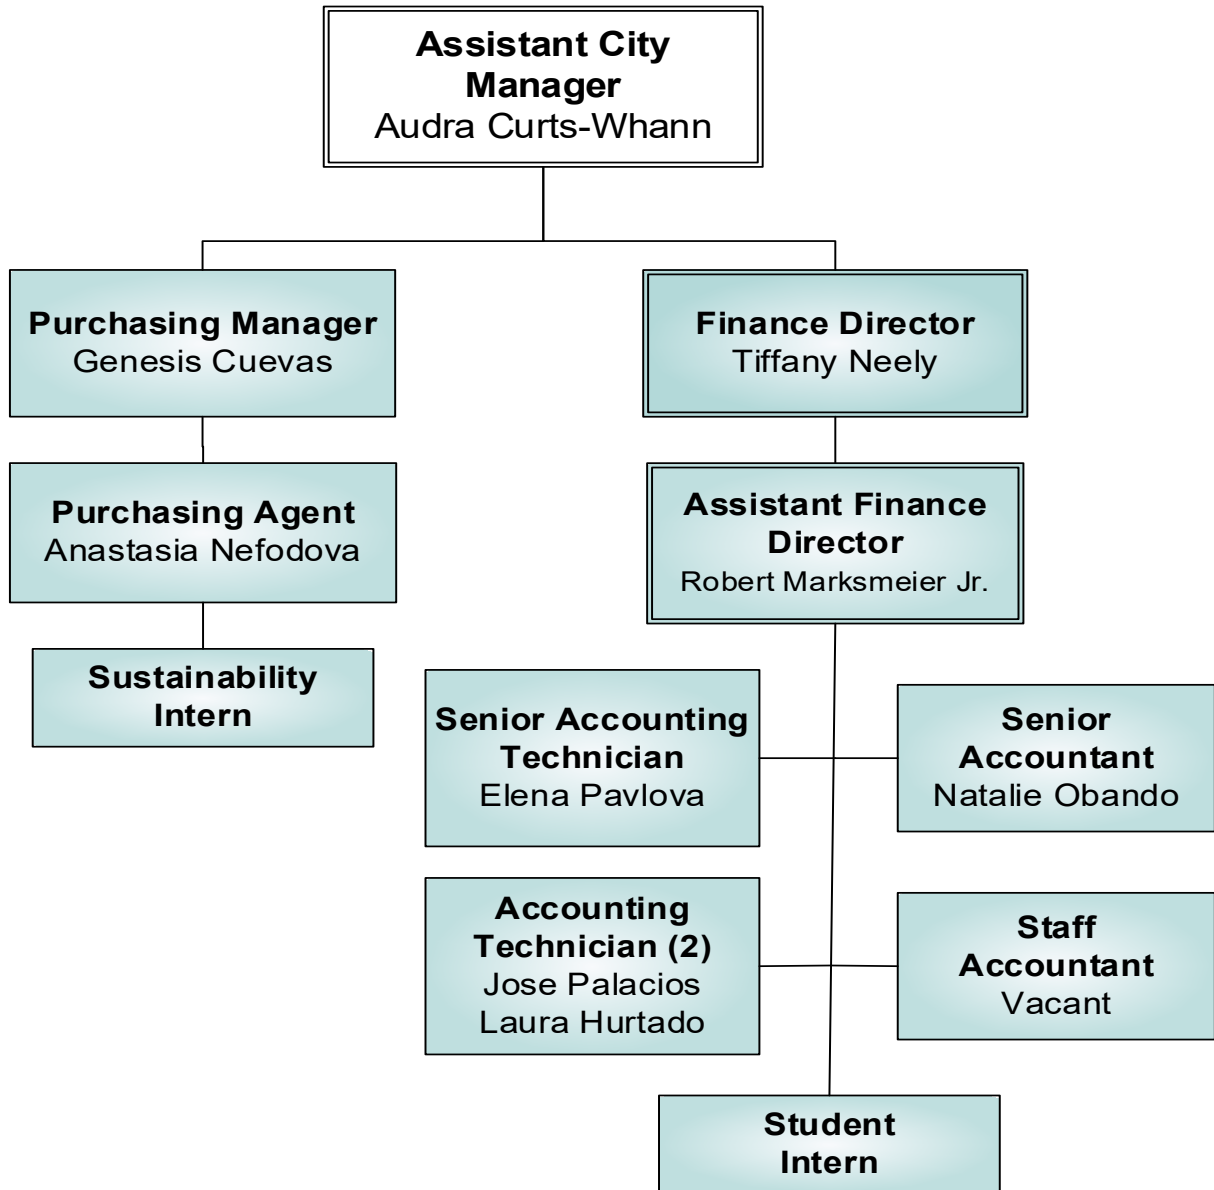 Assistant City
Manager
Audra Curts-Whann
Purchasing Manager
Genesis Cuevas
Finance Director
Tiffany Neely
Purchasing Agent
Anastasia Nefodova
Assistant Finance
Director
Robert Marksmeier Jr.
Sustainability
Intern
Senior Accounting
Technician
Elena Pavlova
Senior
Accountant
Natalie Obando
Accounting
Technician (2)
Jose Palacios
Laura Hurtado
Staff
Accountant
Vacant
Student
Intern